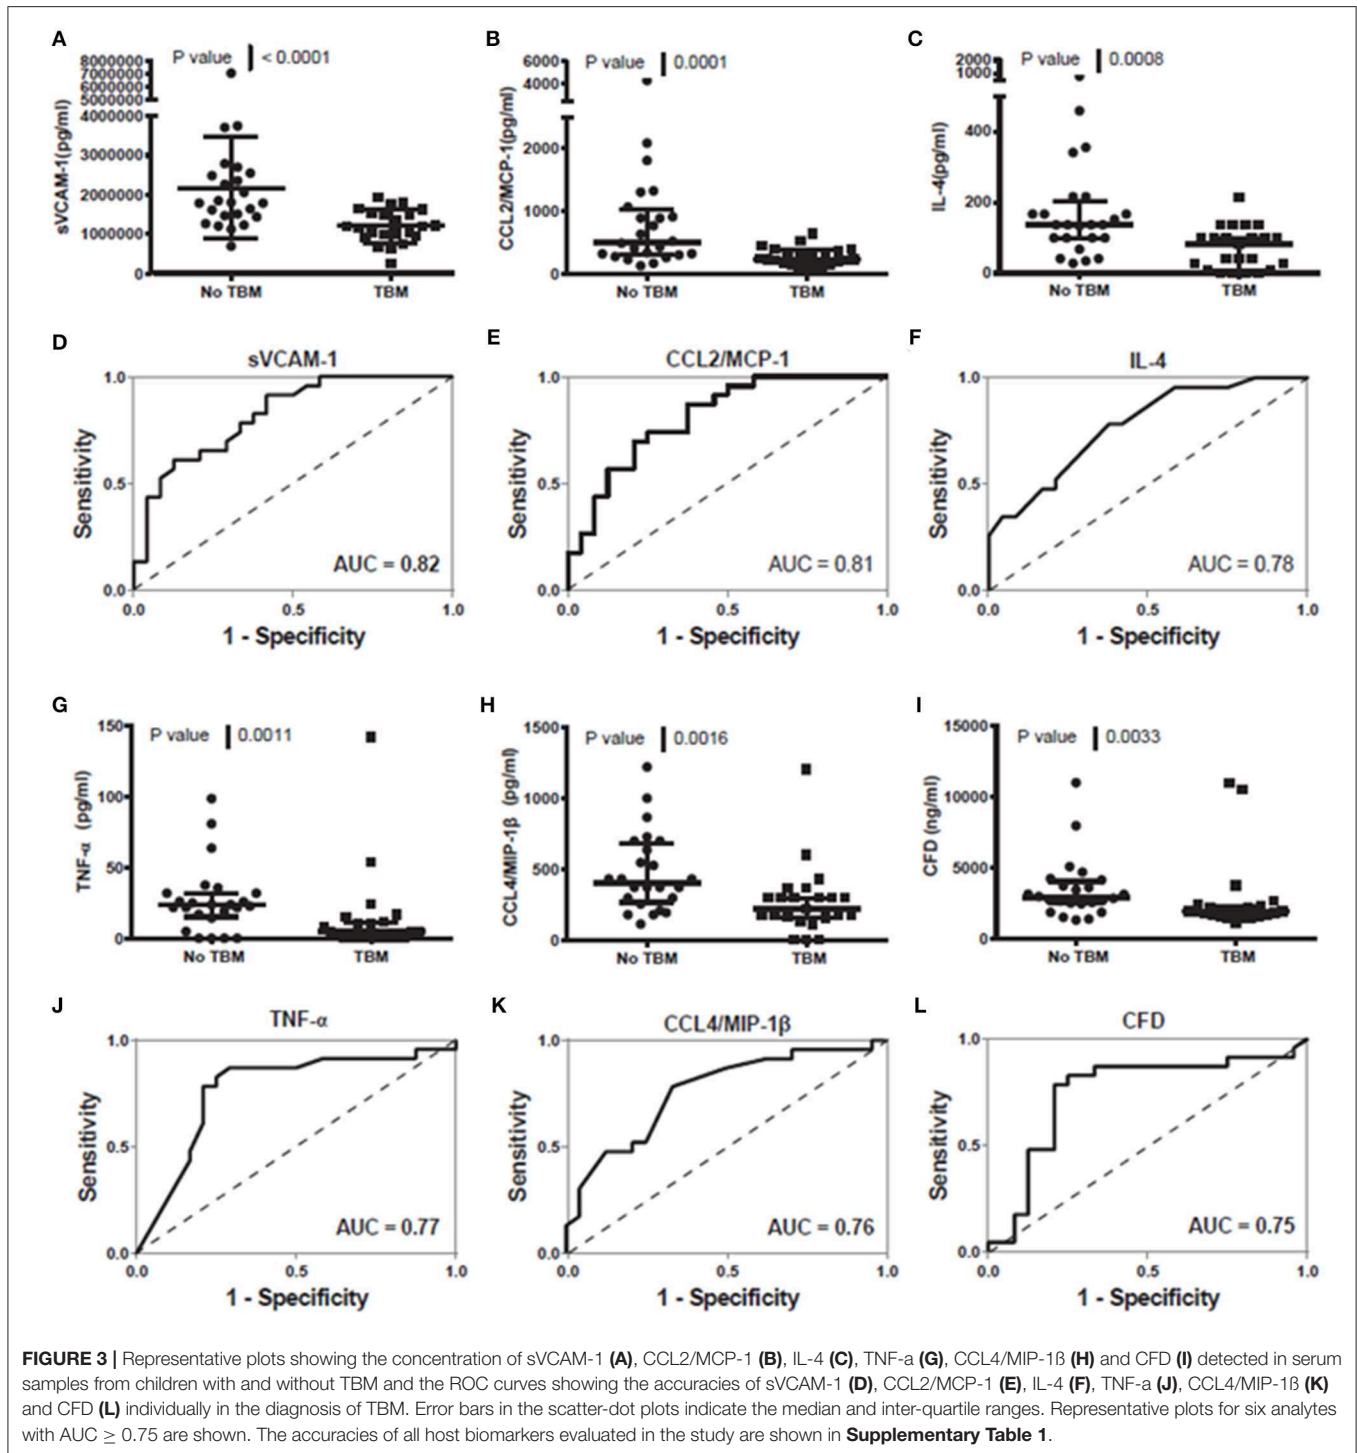 A
P value | < 0.0001
sVCAM-1(pg/ml)
8000000
7000000
6000000
5000000
4000000
3000000
2000000
1000000
0
No TBM
TBM
B
P value | 0.0001
CCL2/MCP-1(pg/ml)
6000
4000
2000
1000
0
No TBM
TBM
C
P value | 0.0008
IL-4(pg/ml)
2000
1000
400
200
0
No TBM
TBM
D
sVCAM-1
Sensitivity
1.0
0.5
0.0
AUC = 0.82
0.0
0.5
1.0
1 - Specificity
E
CCL2/MCP-1
Sensitivity
1.0
0.5
0.0
AUC = 0.81
0.0
0.5
1.0
1 - Specificity
F
IL-4
Sensitivity
1.0
0.5
0.0
AUC = 0.78
0.0
0.5
1.0
1 - Specificity
G
P value | 0.0011
TNF-α (pg/ml)
150
100
50
0
No TBM
TBM
H
P value | 0.0016
CCL4/MIP-1β (pg/ml)
1500
1000
500
0
No TBM
TBM
I
P value | 0.0033
CFD (ng/ml)
15000
10000
5000
0
No TBM
TBM
J
TNF-α
Sensitivity
1.0
0.5
0.0
AUC = 0.77
0.0
0.5
1.0
1 - Specificity
K
CCL4/MIP-1β
Sensitivity
1.0
0.5
0.0
AUC = 0.76
0.0
0.5
1.0
1 - Specificity
L
CFD
Sensitivity
1.0
0.5
0.0
AUC = 0.75
0.0
0.5
1.0
1 - Specificity
FIGURE 3 | Representative plots showing the concentration of sVCAM-1 (A), CCL2/MCP-1 (B), IL-4 (C), TNF-a (G), CCL4/MIP-1ß (H) and CFD (I) detected in serum
samples from children with and without TBM and the ROC curves showing the accuracies of sVCAM-1 (D), CCL2/MCP-1 (E), IL-4 (F), TNF-a (J), CCL4/MIP-1ß (K)
and CFD (L) individually in the diagnosis of TBM. Error bars in the scatter-dot plots indicate the median and inter-quartile ranges. Representative plots for six analytes
with AUC ≥ 0.75 are shown. The accuracies of all host biomarkers evaluated in the study are shown in Supplementary Table 1.